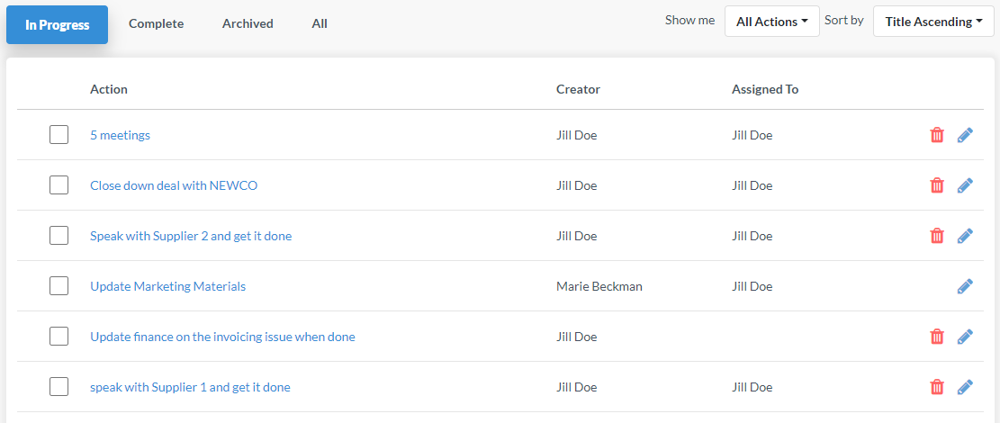 In Progress Complete Archived All Show me All Actions Sort by Title Ascending
Action Creator Assigned To
5 meetings Jill Doe Jill Doe
Close down deal with NEWCO Jill Doe Jill Doe
Speak with Supplier 2 and get it done Jill Doe Jill Doe
Update Marketing Materials Marie Beckman Jill Doe
Update finance on the invoicing issue when done Jill Doe
speak with Supplier 1 and get it done Jill Doe Jill Doe